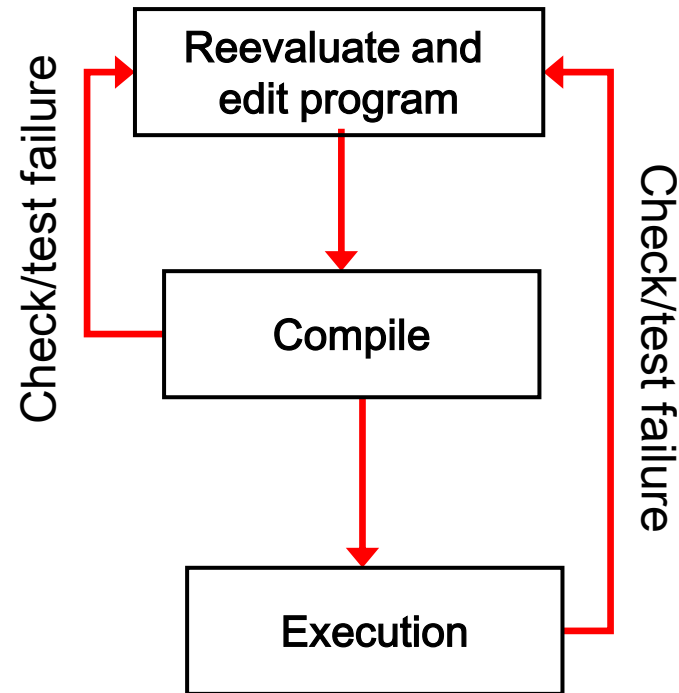 Reevaluate and
edit program
Check/test failure
Check/test failure
Compile
Execution